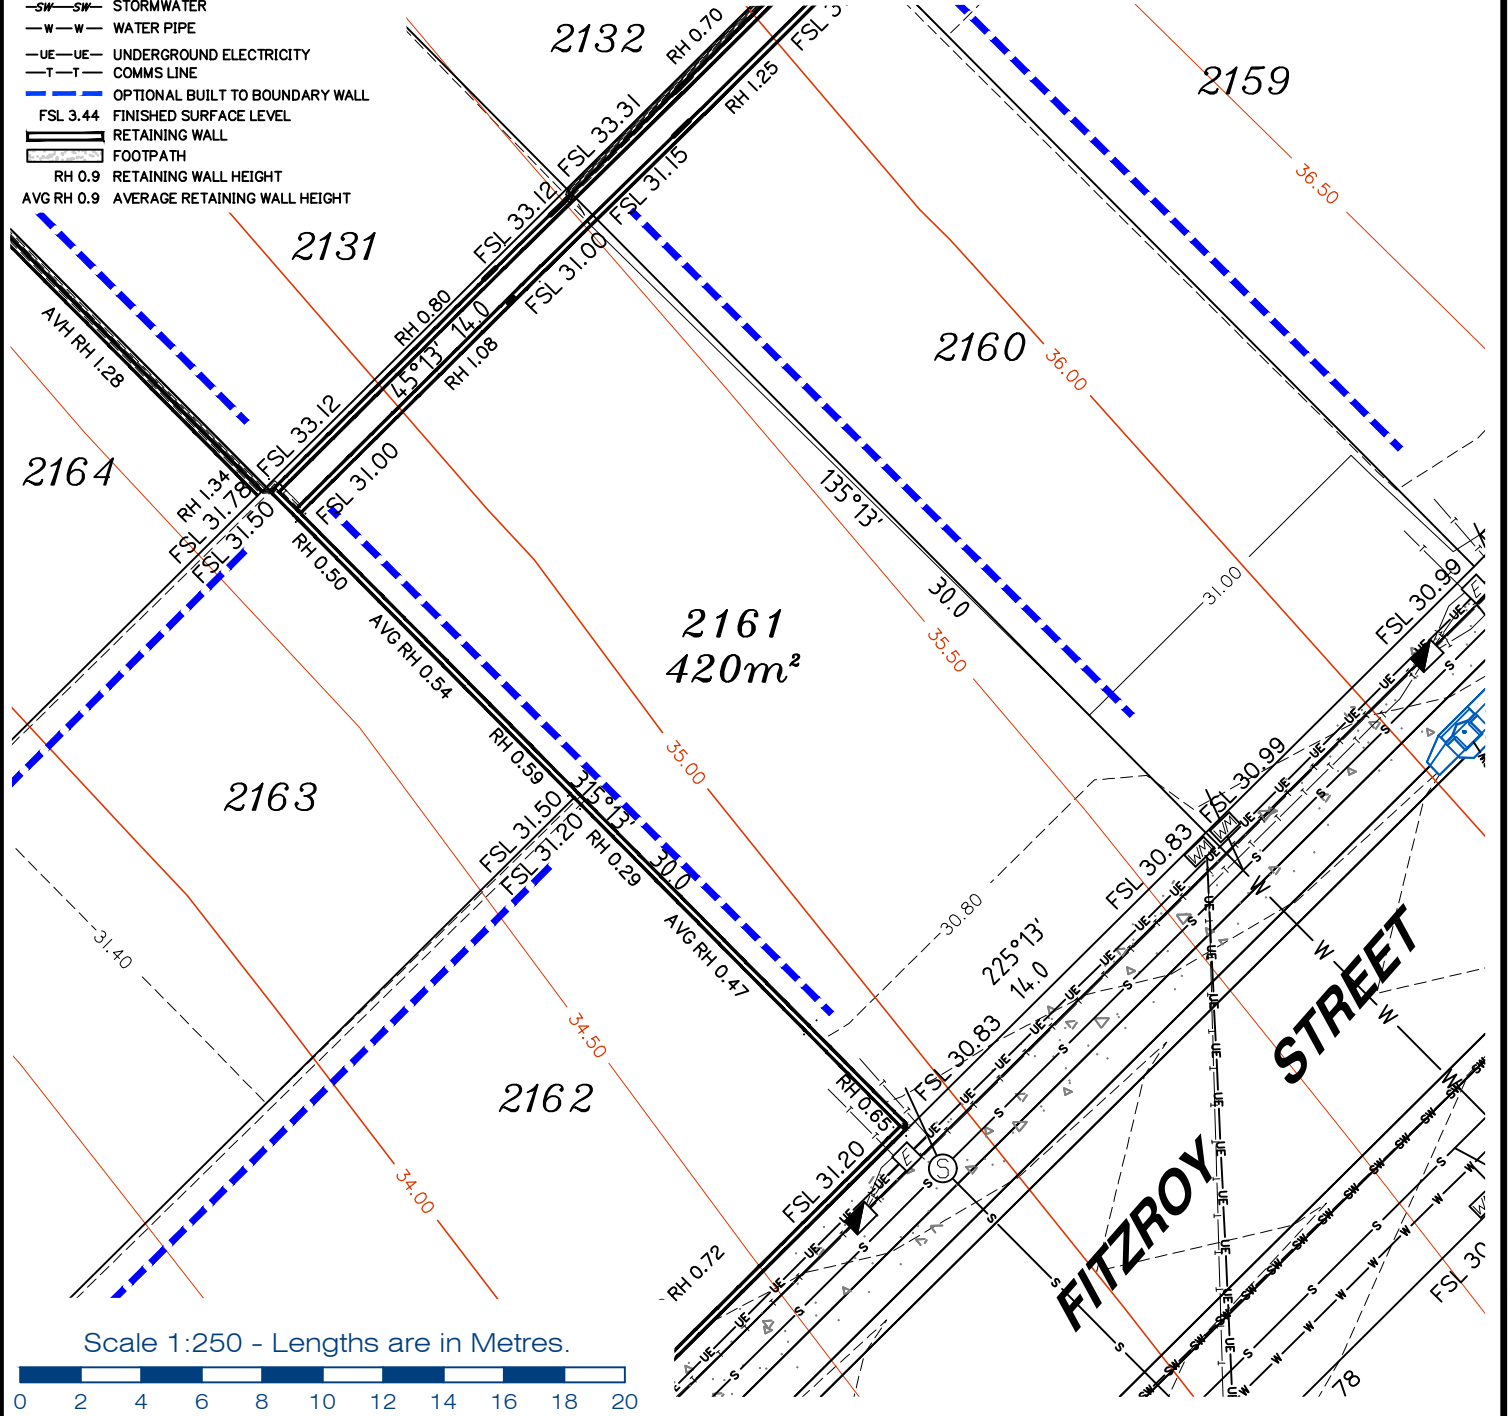 SW SW STORMWATER
W W WATER PIPE
UE UE UNDERGROUND ELECTRICITY
T T COMMS LINE
OPTIONAL BUILT TO BOUNDARY WALL
FSL 3.44 FINISHED SURFACE LEVEL
RETAINING WALL
FOOTPATH
RH 0.9 RETAINING WALL HEIGHT
AVG RH 0.9 AVERAGE RETAINING WALL HEIGHT
2132
RH 0.70
RH 1.25
2159
36.50
FSL 33.31
FSL 31.15
FSL 33.12
FSL 31.00
2131
RH 0.80
45°13'
14.0
RH 1.08
2160
36.00
AVH RH 1.28
FSL 33.12
FSL 31.00
2164
RH 1.34
FSL 31.78
FSL 31.50
RH 0.50
135°13'
30.0
31.00
FSL 30.99
E
2161
420m²
35.50
AVG RH 0.54
35.00
RH 0.59
315°13'
30.0
2163
FSL 31.50
FSL 31.20
RH 0.29
FSL 30.99
FSL 30.83
WM
WM
31.40
AVG RH 0.47
30.80
225°13'
14.0
34.50
FSL 30.83
2162
RH 0.65
FSL 31.20
E
S
34.00
RH 0.72
FITZROY STREET
FSL 30
78
Scale 1:250 - Lengths are in Metres.
0 2 4 6 8 10 12 14 16 18 20